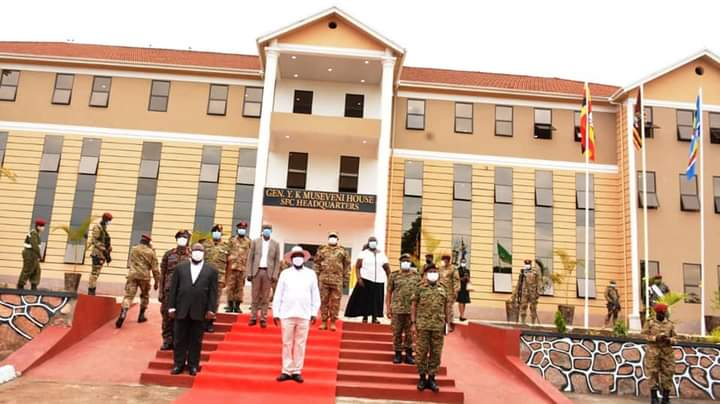 GEN. Y. K MUSEVENI HOUSE
SFC HEADQUARTERS